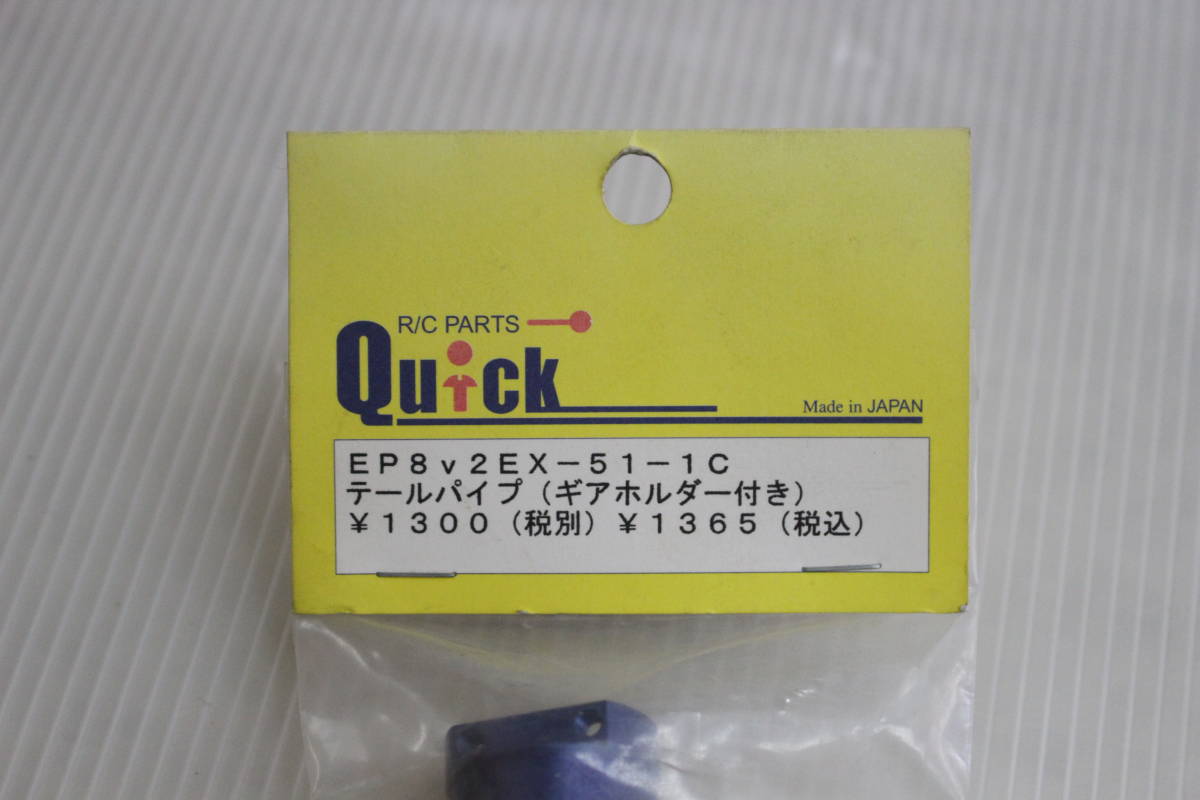 R/C PARTS
Quick
Made in JAPAN
EP8v2EX-51-1C
テールパイプ(ギアホルダー付き)
¥1300(税別)¥1365(税込)